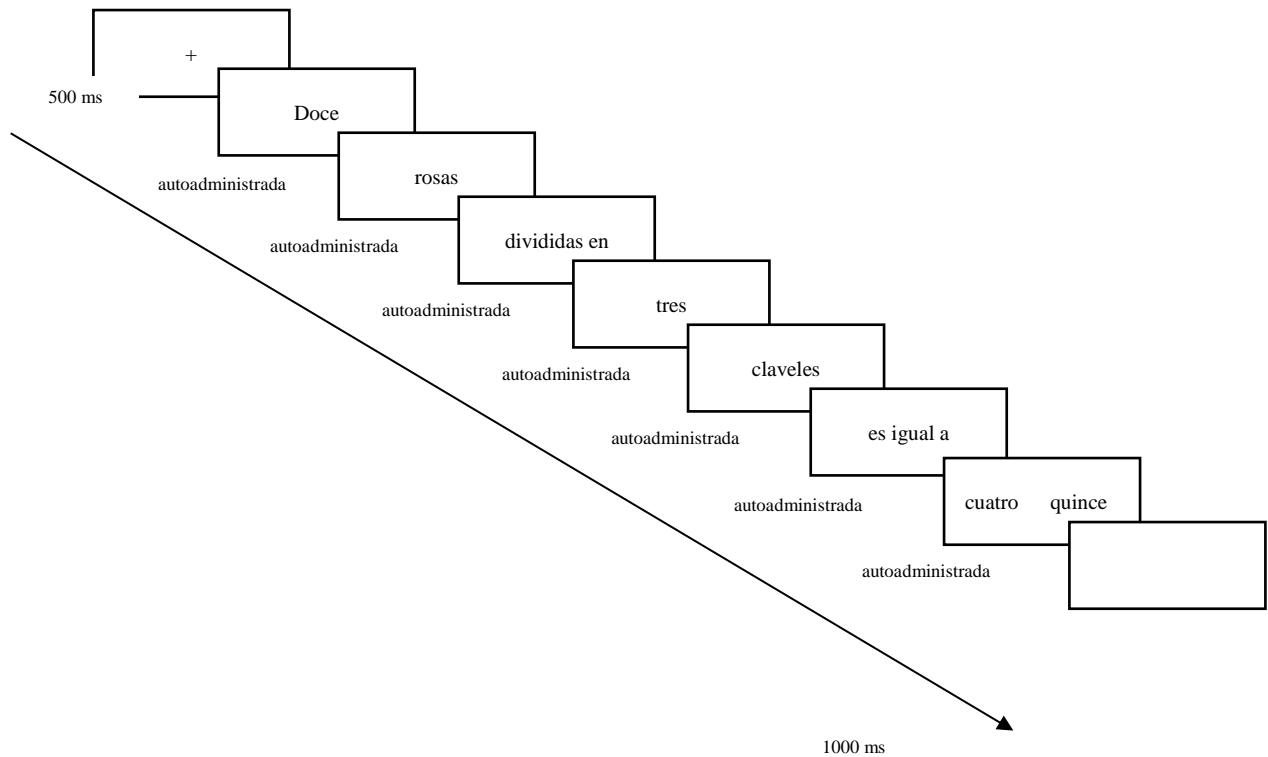 +
500 ms
Doce
autoadministrada
rosas
autoadministrada
divididas en
autoadministrada
tres
autoadministrada
claveles
autoadministrada
es igual a
autoadministrada
cuatro quince
autoadministrada
1000 ms